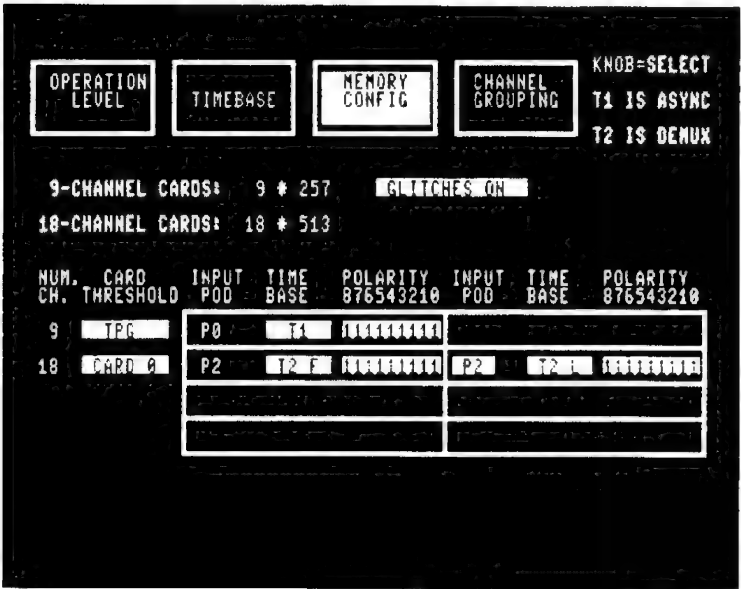 OPERATION LEVEL
TIMEBASE
MEMORY CONFIG
CHANNEL GROUPING
KNOB=SELECT
T1 IS ASYNC
T2 IS DEMUX
9-CHANNEL CARDS: 9 * 257 GLITCHES ON
18-CHANNEL CARDS: 18 * 513
NUM. CARD INPUT TIME POLARITY INPUT TIME POLARITY
CH. THRESHOLD POD BASE 876543210 POD BASE 876543210
9 TPG P0 T1 111111111
18 CARD 0 P2 T2 F 111111111 P2 T2 L 111111111